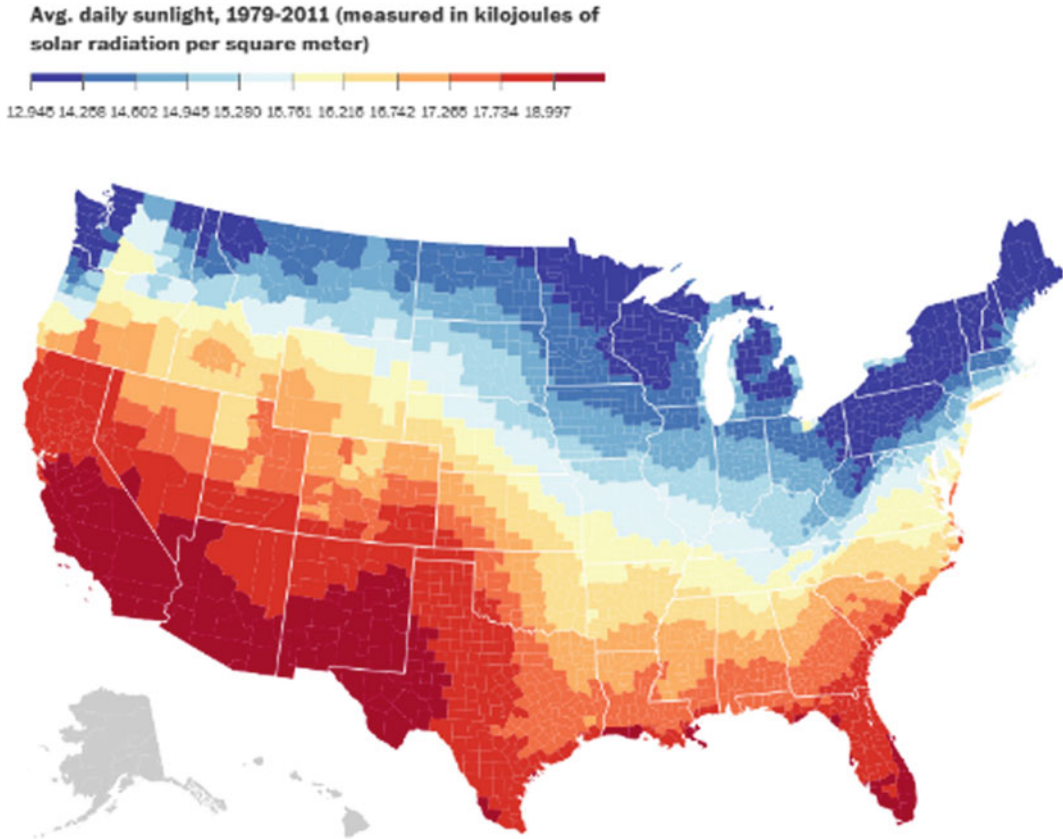 Avg. daily sunlight, 1979-2011 (measured in kilojoules of
solar radiation per square meter)
12.948 14.268 14.602 14.945 15.280 15.761 16.216 16.742 17.265 17.734 18.997